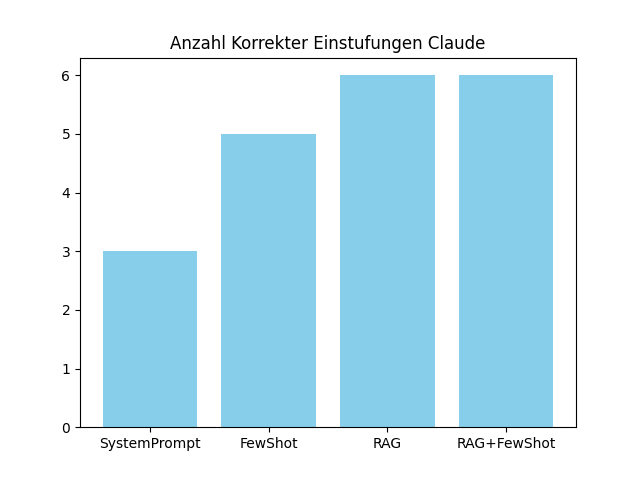 Anzahl Korrekter Einstufungen Claude
6
5
4
3
2
1
0
SystemPrompt
FewShot
RAG
RAG+FewShot